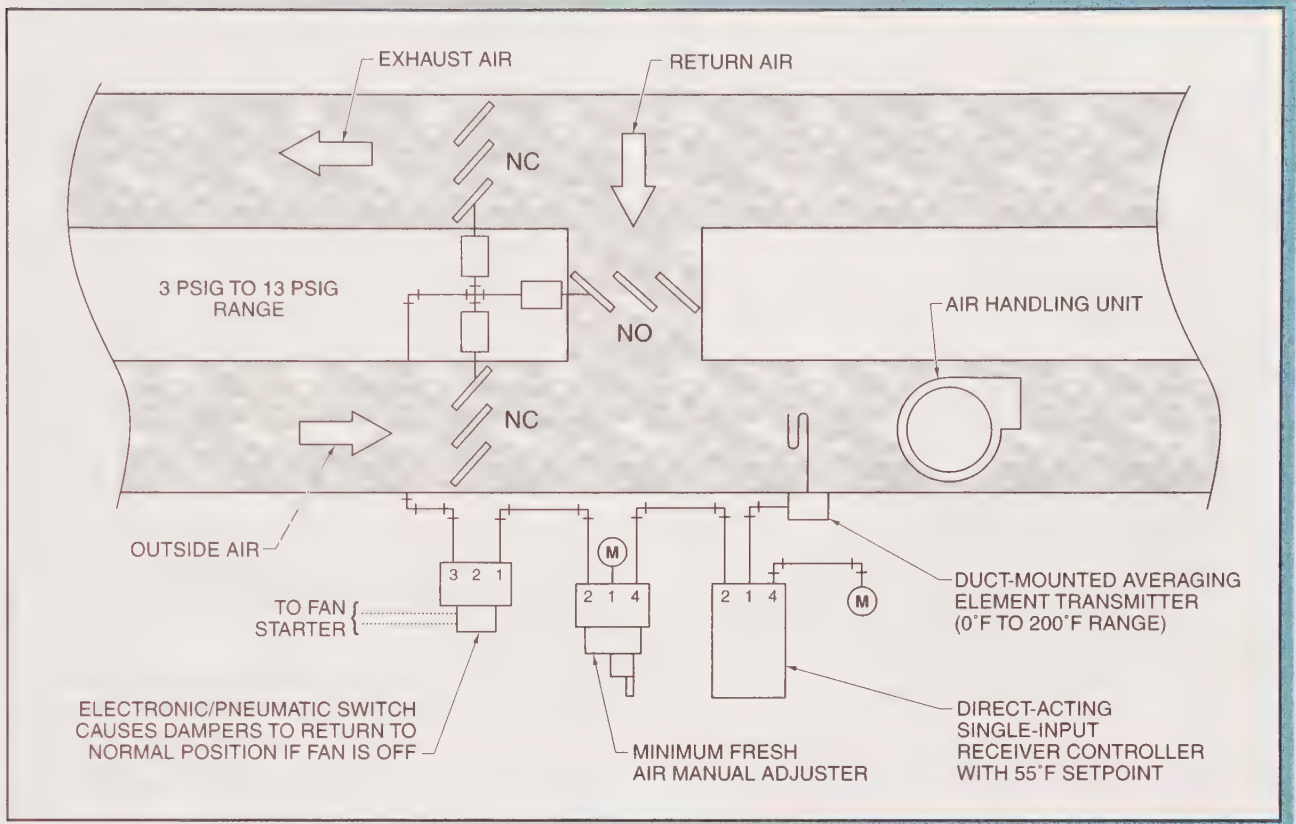 EXHAUST AIR
RETURN AIR
NC
3 PSIG TO 13 PSIG
RANGE
AIR HANDLING UNIT
NO
NC
OUTSIDE AIR
M
3 2 1
2 1 4
2 1 4
M
TO FAN
STARTER
DUCT-MOUNTED AVERAGING
ELEMENT TRANSMITTER
(0°F TO 200°F RANGE)
ELECTRONIC/PNEUMATIC SWITCH
CAUSES DAMPERS TO RETURN TO
NORMAL POSITION IF FAN IS OFF
MINIMUM FRESH
AIR MANUAL ADJUSTER
DIRECT-ACTING
SINGLE-INPUT
RECEIVER CONTROLLER
WITH 55°F SETPOINT